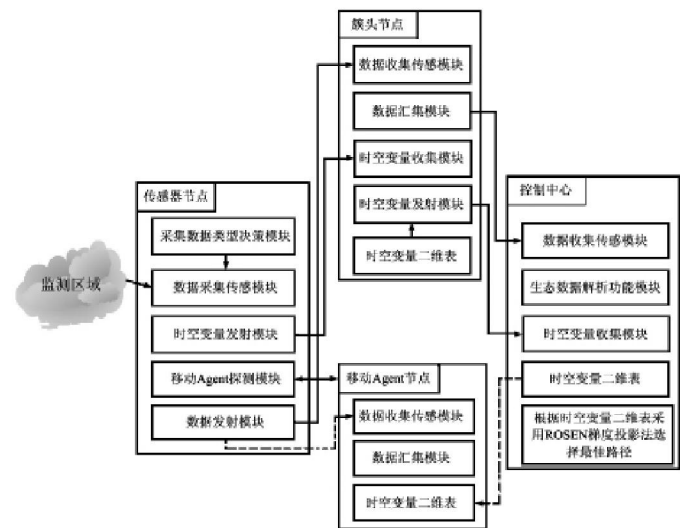 簇头节点
数据收集传感模块
数据汇集模块
时空变量收集模块
时空变量发射模块
时空变量二维表
传感器节点
采集数据类型决策模块
数据采集传感模块
时空变量发射模块
移动Agent探测模块
数据发射模块
监测区域
移动Agent节点
数据收集传感模块
数据汇集模块
时空变量二维表
控制中心
数据收集传感模块
生态数据解析功能模块
时空变量收集模块
时空变量二维表
根据时空变量二维表采
用ROSEN梯度投影法选
择最佳路径